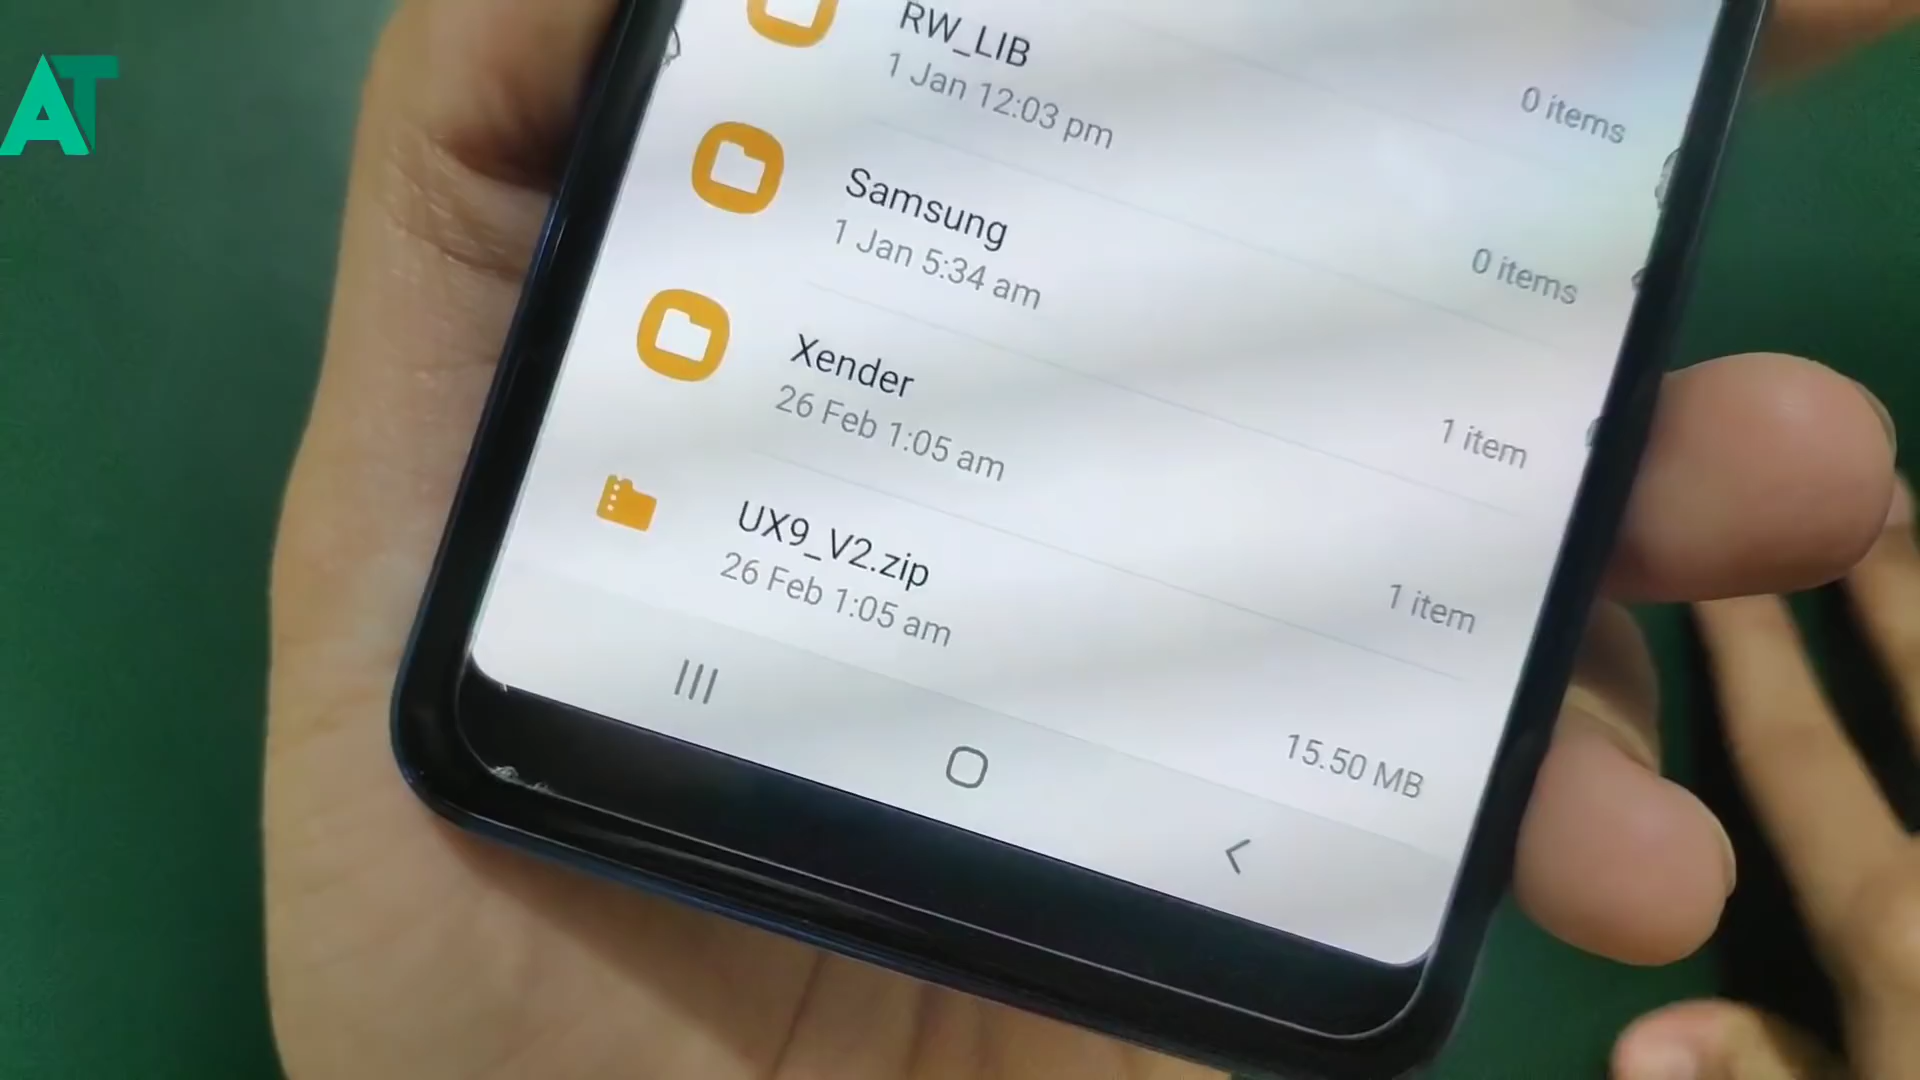 AT
RW_LIB
1 Jan 12:03 pm
0 items
Samsung
1 Jan 5:34 am
0 items
Xender
26 Feb 1:05 am
1 item
UX9_V2.zip
26 Feb 1:05 am
1 item
15.50 MB